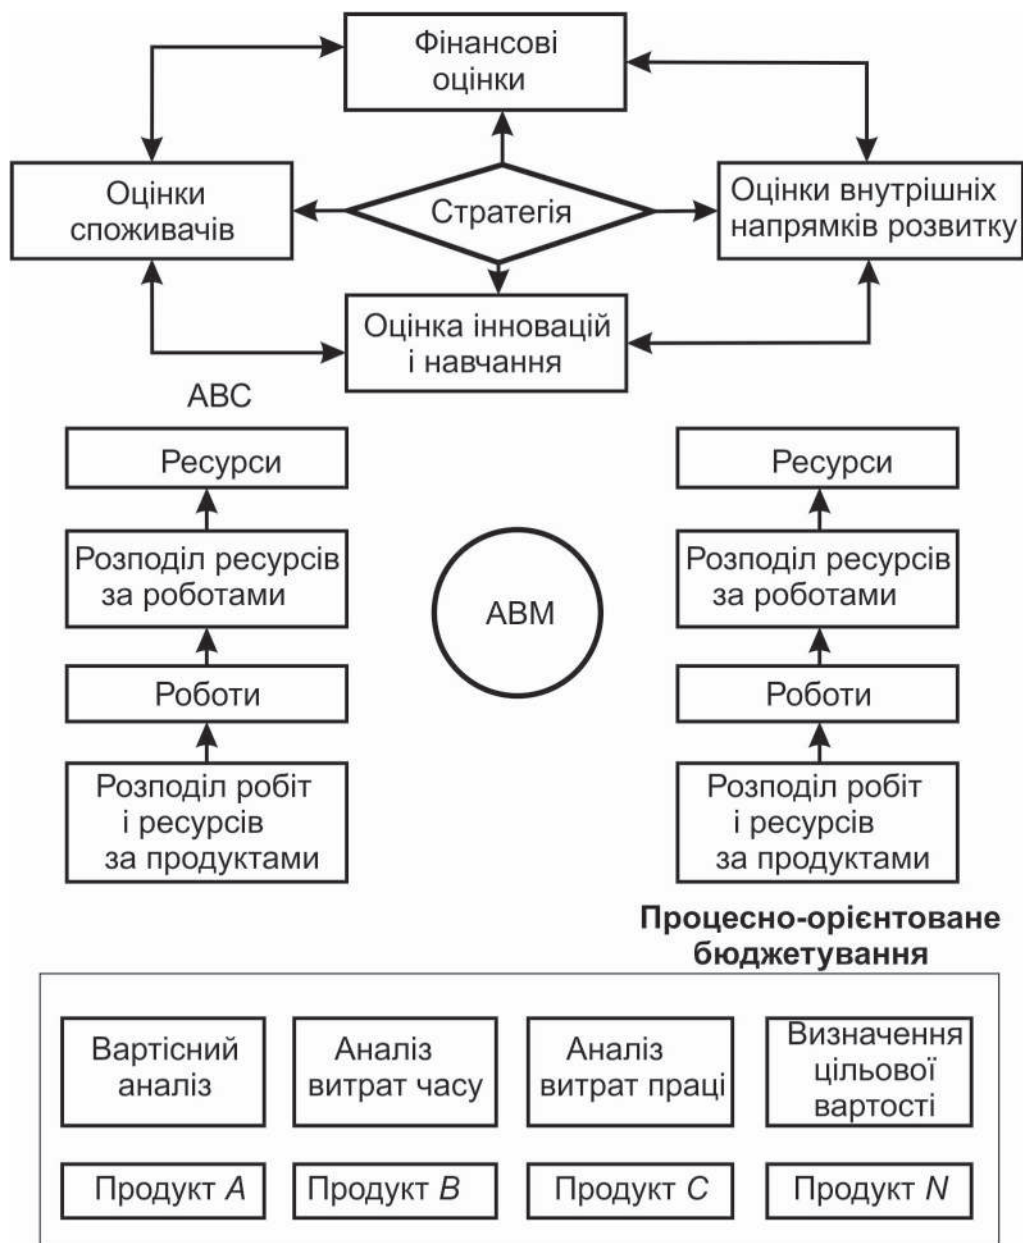 Фінансові
оцінки
Оцінки
споживачів
Стратегія
Оцінки внутрішніх
напрямків розвитку
Оцінка інновацій
і навчання
АВС
Ресурси
Розподіл ресурсів
за роботами
Роботи
Розподіл робіт
і ресурсів
за продуктами
АВМ
Ресурси
Розподіл ресурсів
за роботами
Роботи
Розподіл робіт
і ресурсів
за продуктами
Процесно-орієнтоване
бюджетування
Вартісний
аналіз
Аналіз
витрат часу
Аналіз
витрат праці
Визначення
цільової
вартості
Продукт A
Продукт B
Продукт C
Продукт N